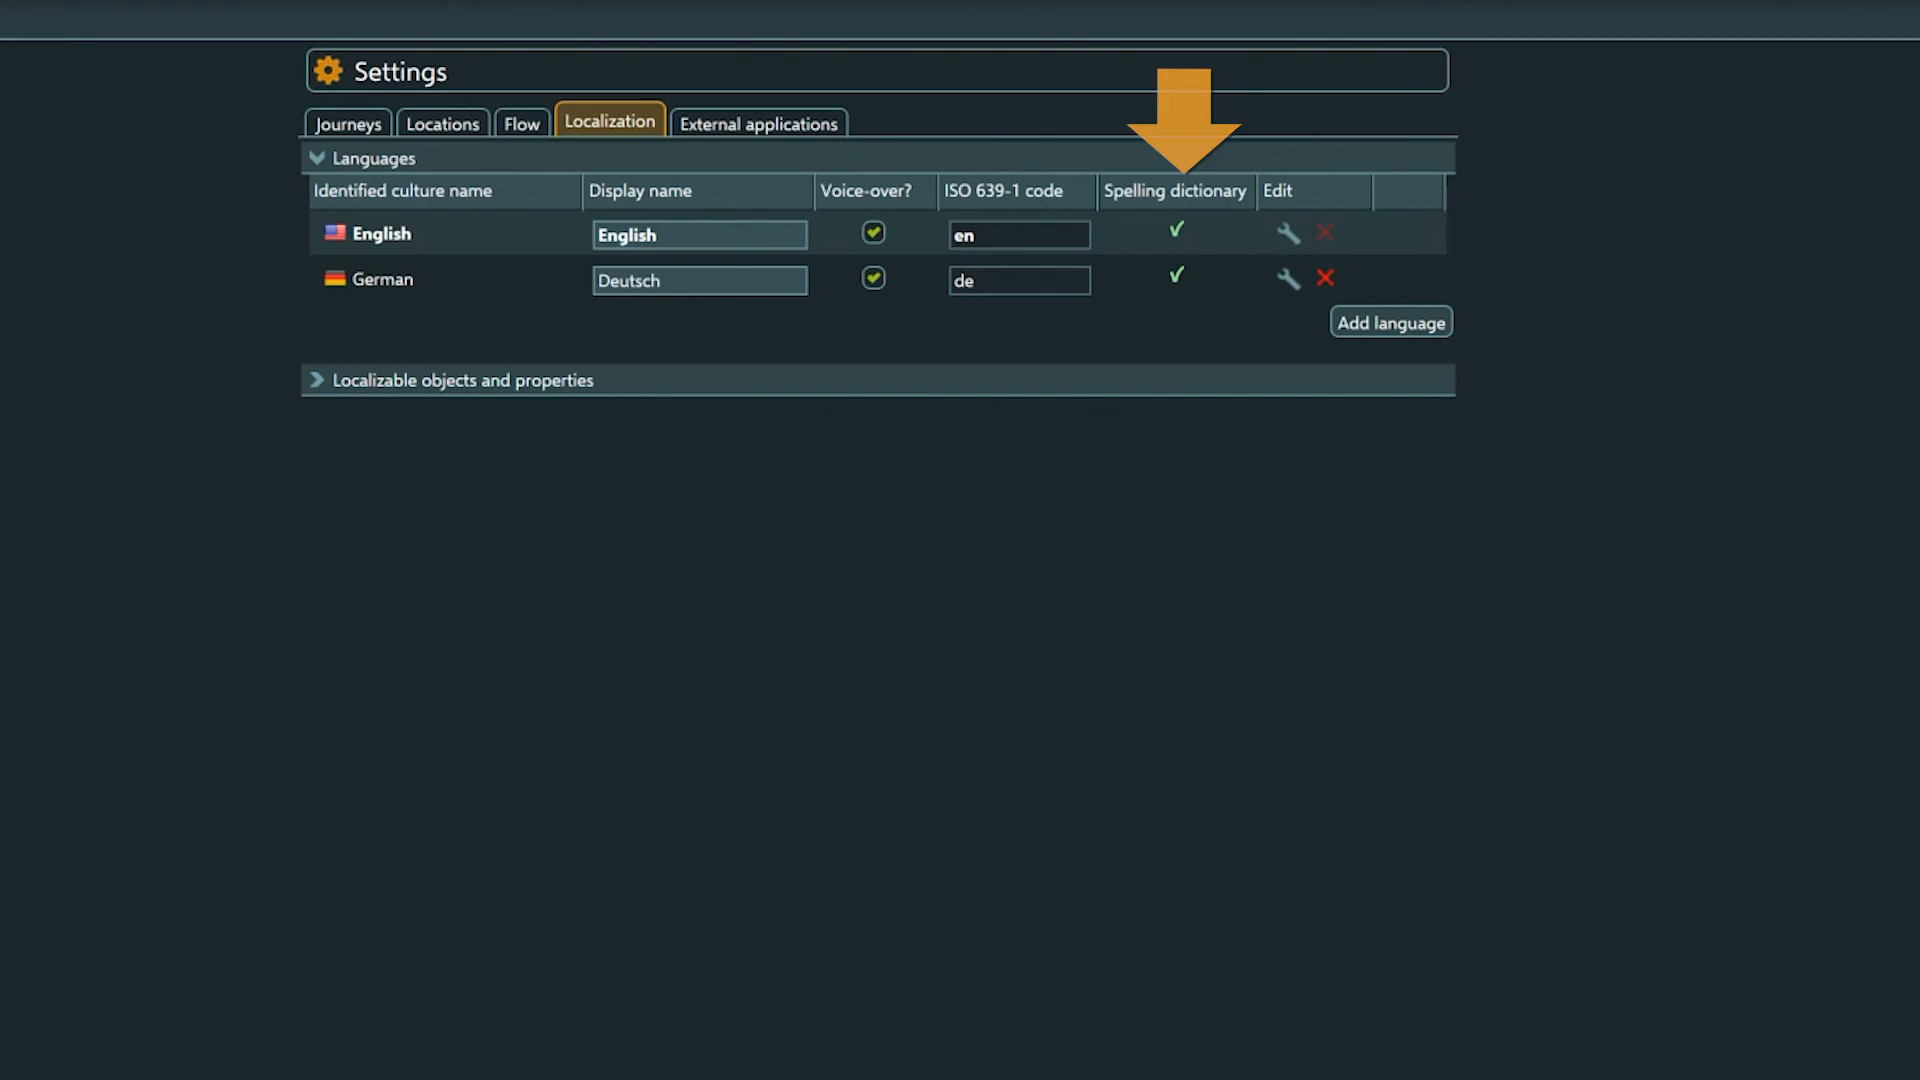 Settings
Journeys Locations Flow Localization External applications
Languages
Identified culture name Display name Voice-over? ISO 639-1 code Spelling dictionary Edit
English English en
German Deutsch de
Add language
Localizable objects and properties